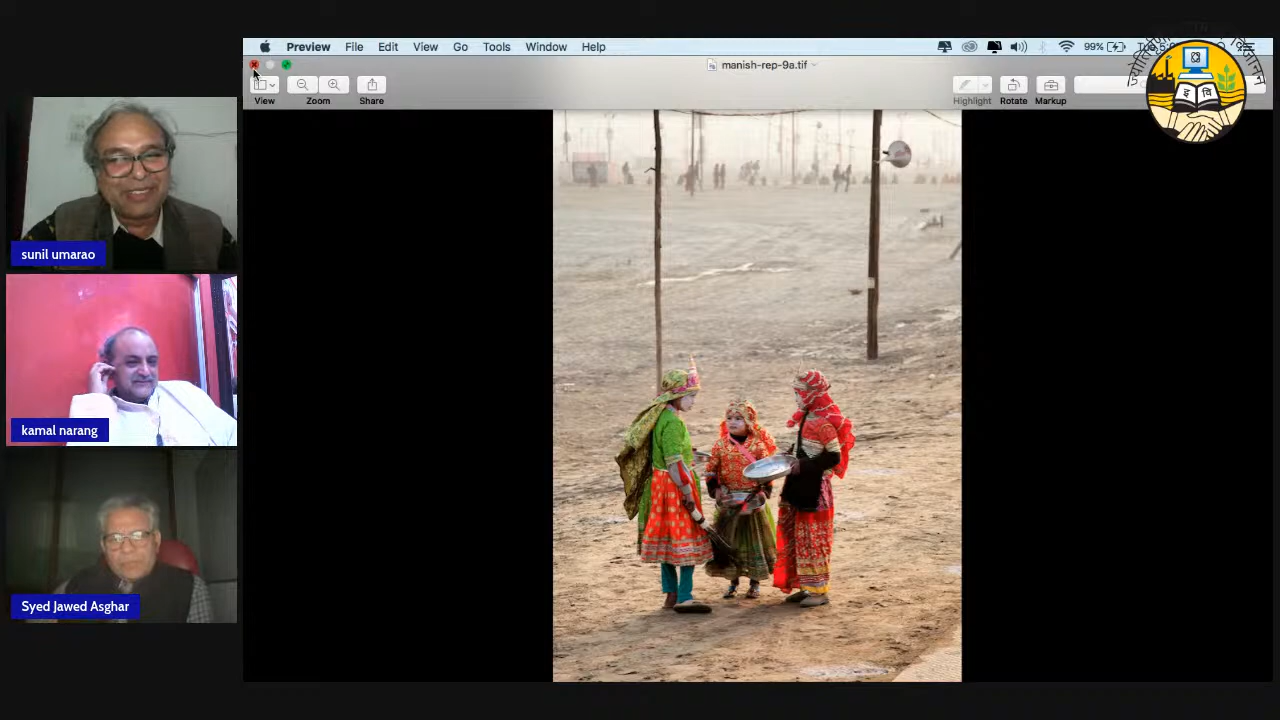 Preview File Edit View Go Tools Window Help
99%
manish-rep-9a.tif
View Zoom Share
Highlight Rotate Markup
sunil umarao
kamal narang
Syed Jawed Asghar